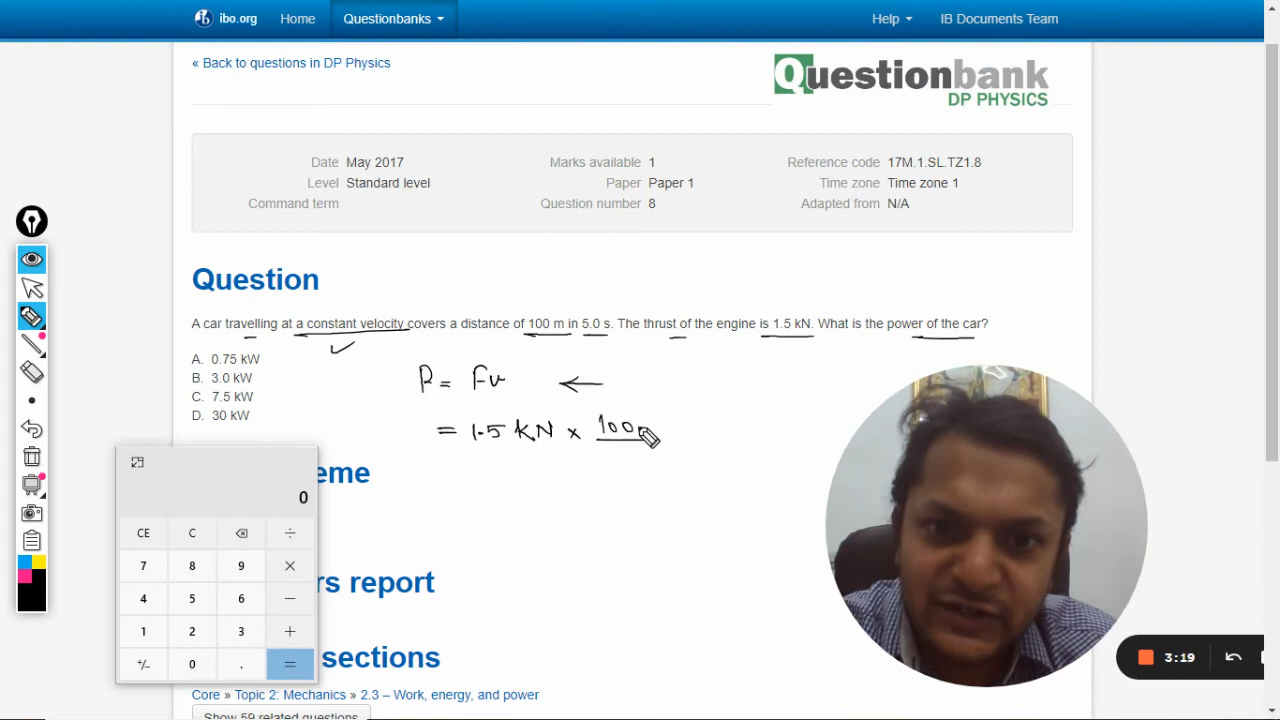 ibo.org Home Questionbanks Help IB Documents Team
« Back to questions in DP Physics
Questionbank
DP PHYSICS
Date May 2017 Marks available 1 Reference code 17M.1.SL.TZ1.8
Level Standard level Paper Paper 1 Time zone Time zone 1
Command term Question number 8 Adapted from N/A
Question
A car travelling at a constant velocity covers a distance of 100 m in 5.0 s. The thrust of the engine is 1.5 kN. What is the power of the car?
A. 0.75 kW
B. 3.0 kW
C. 7.5 kW
D. 30 kW
P = Fv ←
= 1.5 kN × 100
eme
0
CE C ÷
7 8 9 ×
4 5 6 −
1 2 3 +
+/− 0 . =
rs report
sections
Core » Topic 2: Mechanics » 2.3 – Work, energy, and power
Show 59 related questions
3:19